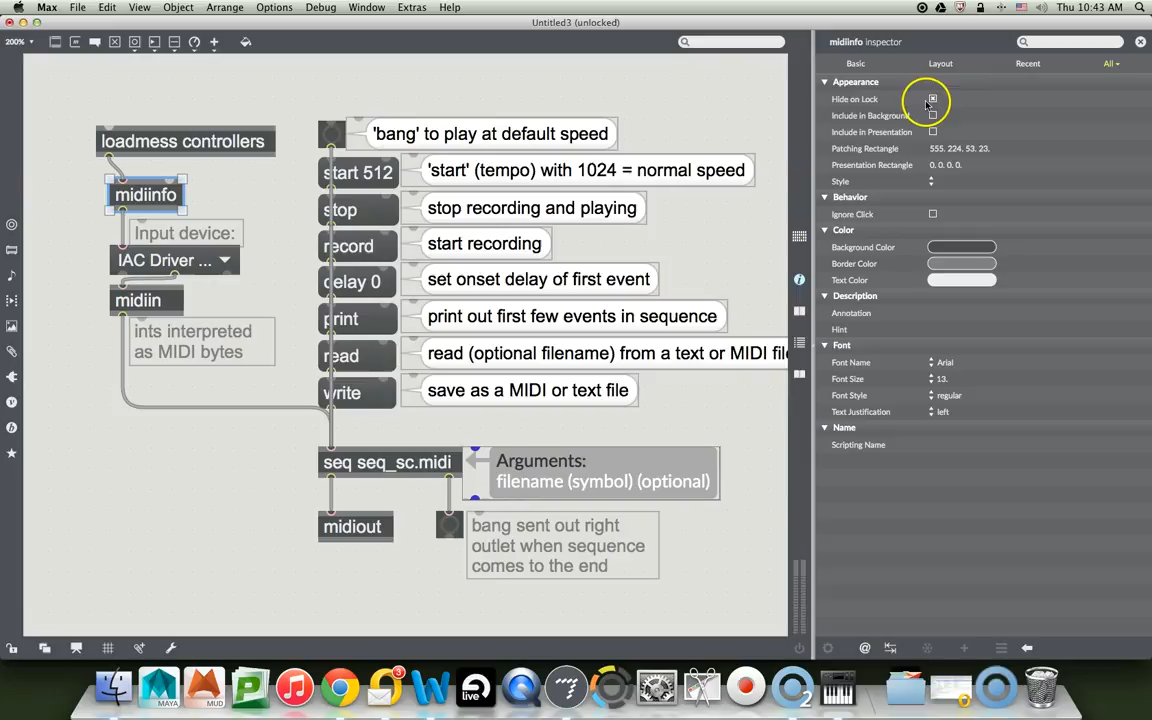 Max File Edit View Object Arrange Options Debug Window Extras Help
Thu 10:43 AM
Untitled3 (unlocked)
200%
midiinfo inspector
Basic Layout Recent All
Appearance
Hide on Lock
Include in Background
Include in Presentation
Patching Rectangle 555. 224. 53. 23.
Presentation Rectangle 0. 0. 0. 0.
Style
Behavior
Ignore Click
Color
Background Color
Border Color
Text Color
Description
Annotation
Hint
Font
Font Name Arial
Font Size 13.
Font Style regular
Text Justification left
Name
Scripting Name
loadmess controllers
midiinfo
Input device:
IAC Driver ...
midiin
ints interpreted
as MIDI bytes
'bang' to play at default speed
start 512 'start' (tempo) with 1024 = normal speed
stop stop recording and playing
record start recording
delay 0 set onset delay of first event
print print out first few events in sequence
read read (optional filename) from a text or MIDI file
write save as a MIDI or text file
seq seq_sc.midi
Arguments:
filename (symbol) (optional)
midiout
bang sent out right
outlet when sequence
comes to the end
MAYA
MUD
3
live
2